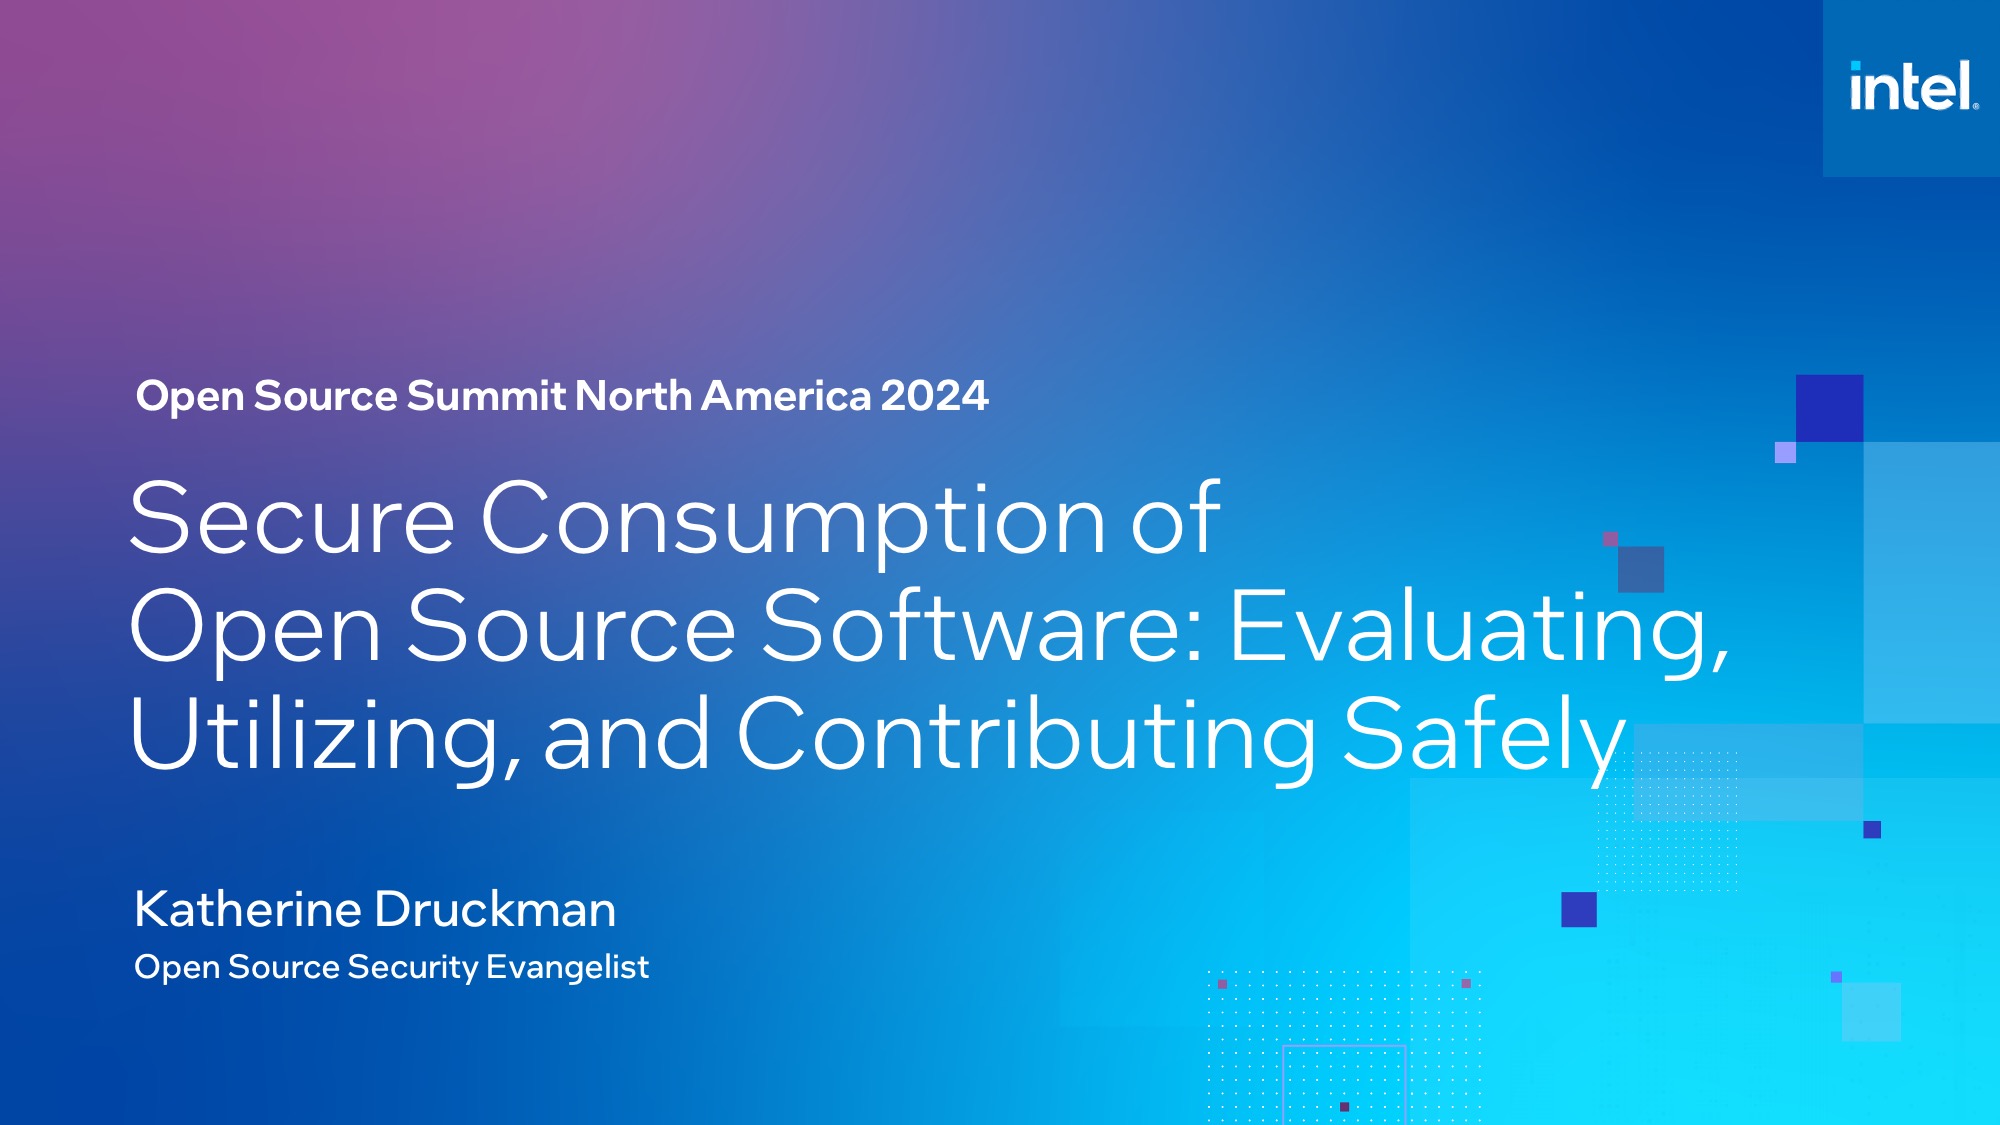 intel®
Open Source Summit North America 2024
Secure Consumption of
Open Source Software: Evaluating,
Utilizing, and Contributing Safely
Katherine Druckman
Open Source Security Evangelist